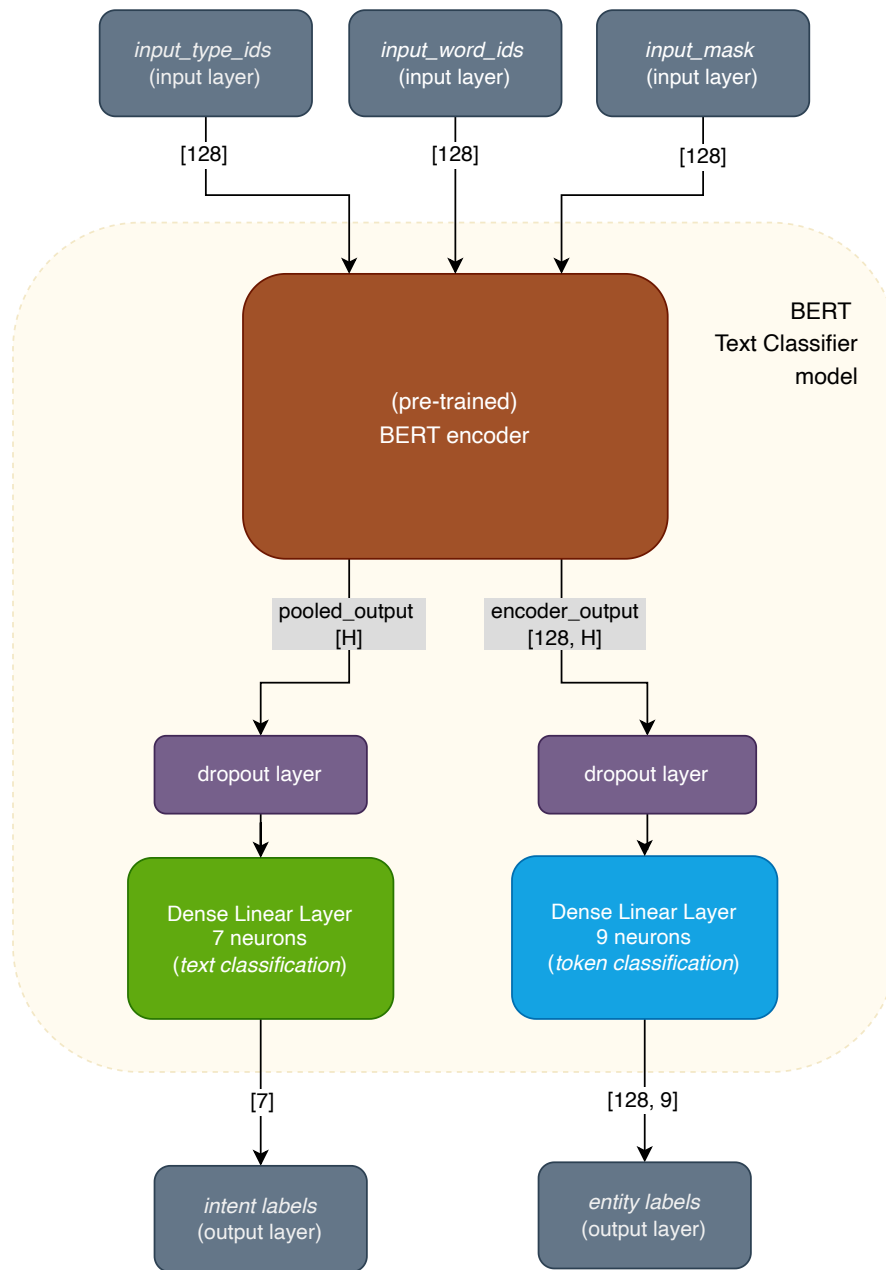 input_type_ids
(input layer)
input_word_ids
(input layer)
input_mask
(input layer)
[128]
[128]
[128]
BERT
Text Classifier
model
(pre-trained)
BERT encoder
pooled_output
[H]
encoder_output
[128, H]
dropout layer
dropout layer
Dense Linear Layer
7 neurons
(text classification)
Dense Linear Layer
9 neurons
(token classification)
[7]
[128, 9]
intent labels
(output layer)
entity labels
(output layer)